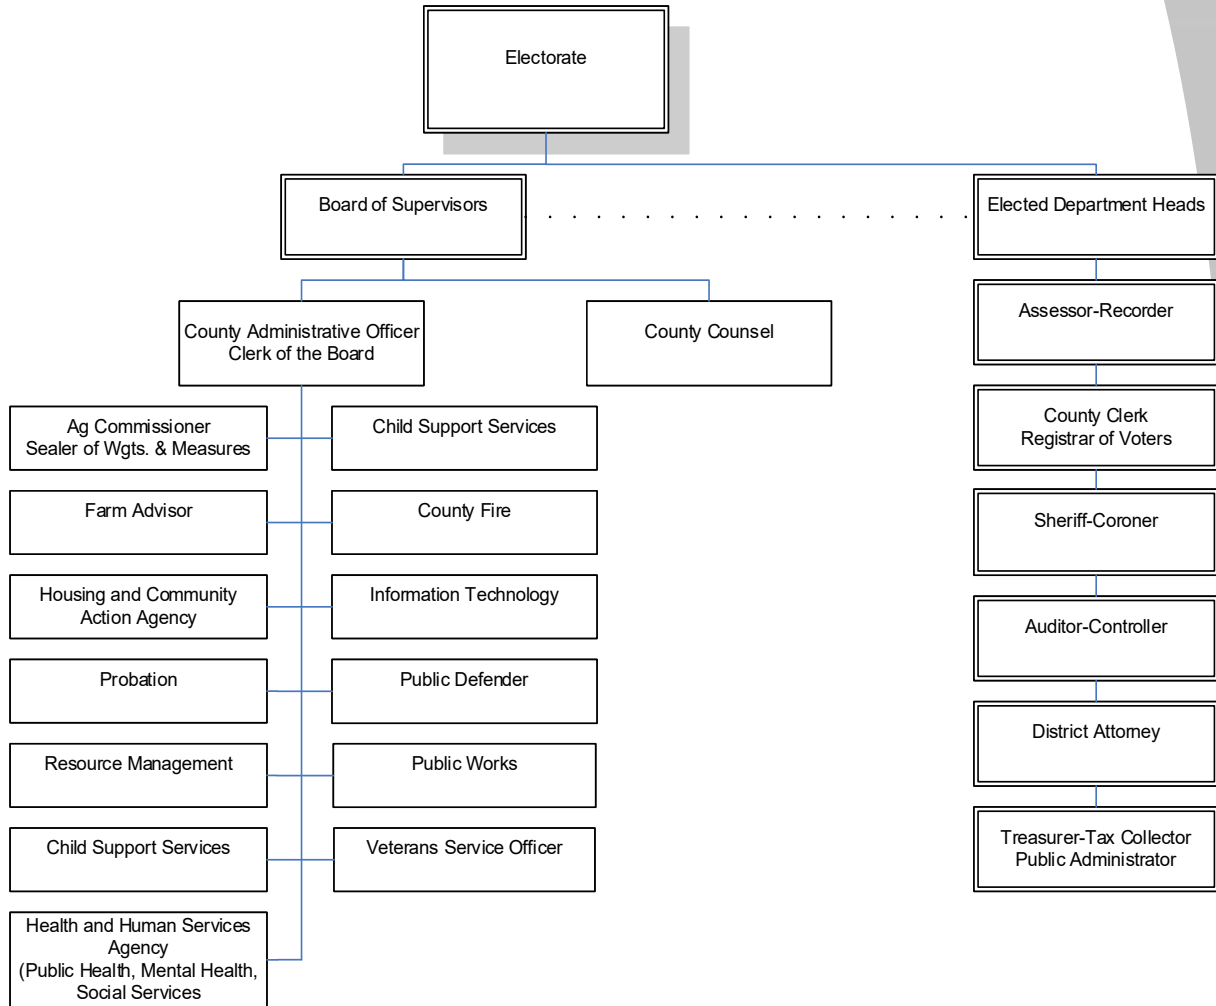 Electorate
Board of Supervisors
Elected Department Heads
County Administrative Officer
Clerk of the Board
County Counsel
Assessor-Recorder
County Clerk
Registrar of Voters
Sheriff-Coroner
Auditor-Controller
District Attorney
Treasurer-Tax Collector
Public Administrator
Ag Commissioner
Sealer of Wgts. & Measures
Child Support Services
Farm Advisor
County Fire
Housing and Community
Action Agency
Information Technology
Probation
Public Defender
Resource Management
Public Works
Child Support Services
Veterans Service Officer
Health and Human Services
Agency
(Public Health, Mental Health,
Social Services